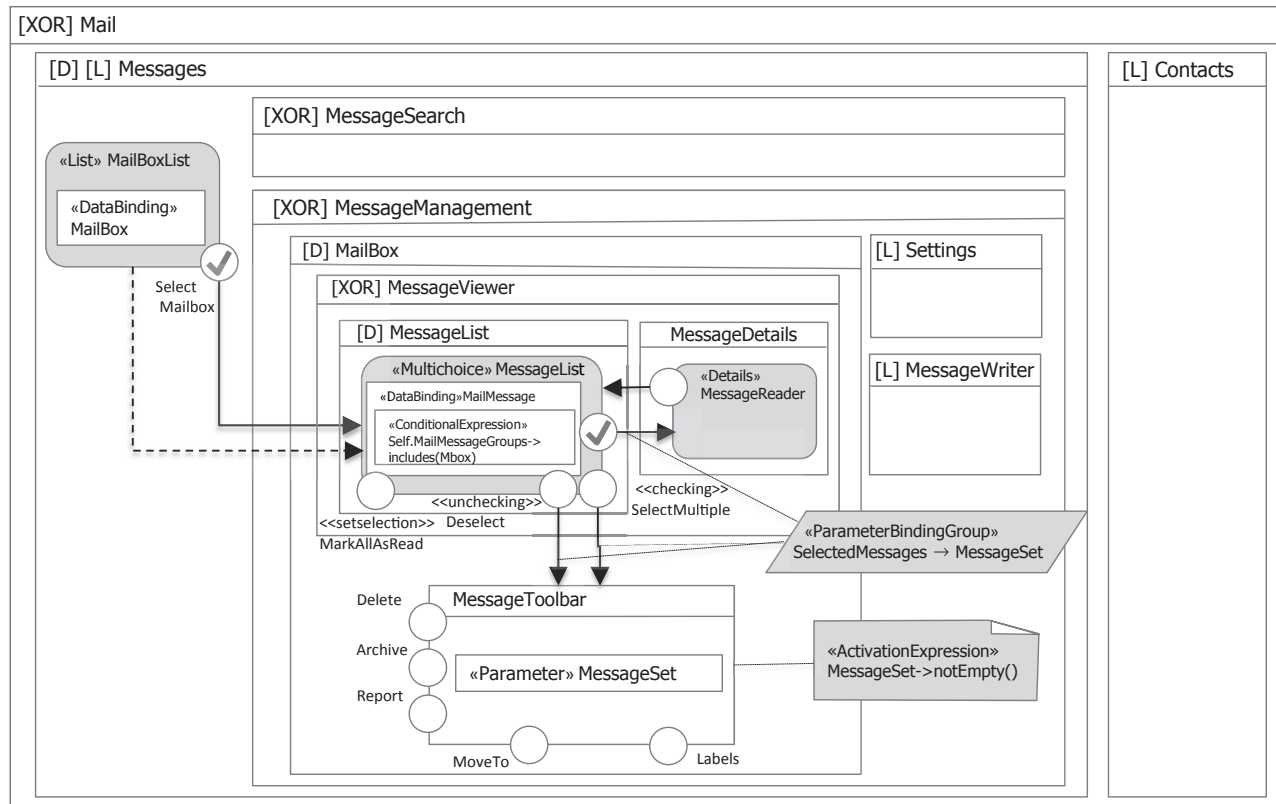 [XOR] Mail
[D] [L] Messages
[L] Contacts
[XOR] MessageSearch
«List» MailBoxList
«DataBinding»
MailBox
Select
Mailbox
[XOR] MessageManagement
[D] MailBox
[L] Settings
[XOR] MessageViewer
[D] MessageList
MessageDetails
«Multichoice» MessageList
«DataBinding»MailMessage
«ConditionalExpression»
Self.MailMessageGroups->
includes(Mbox)
«Details»
MessageReader
[L] MessageWriter
<<unchecking>>
Deselect
<<checking>>
SelectMultiple
<<setselection>>
MarkAllAsRead
«ParameterBindingGroup»
SelectedMessages → MessageSet
Delete
MessageToolbar
Archive
«Parameter» MessageSet
Report
MoveTo
Labels
«ActivationExpression»
MessageSet->notEmpty()